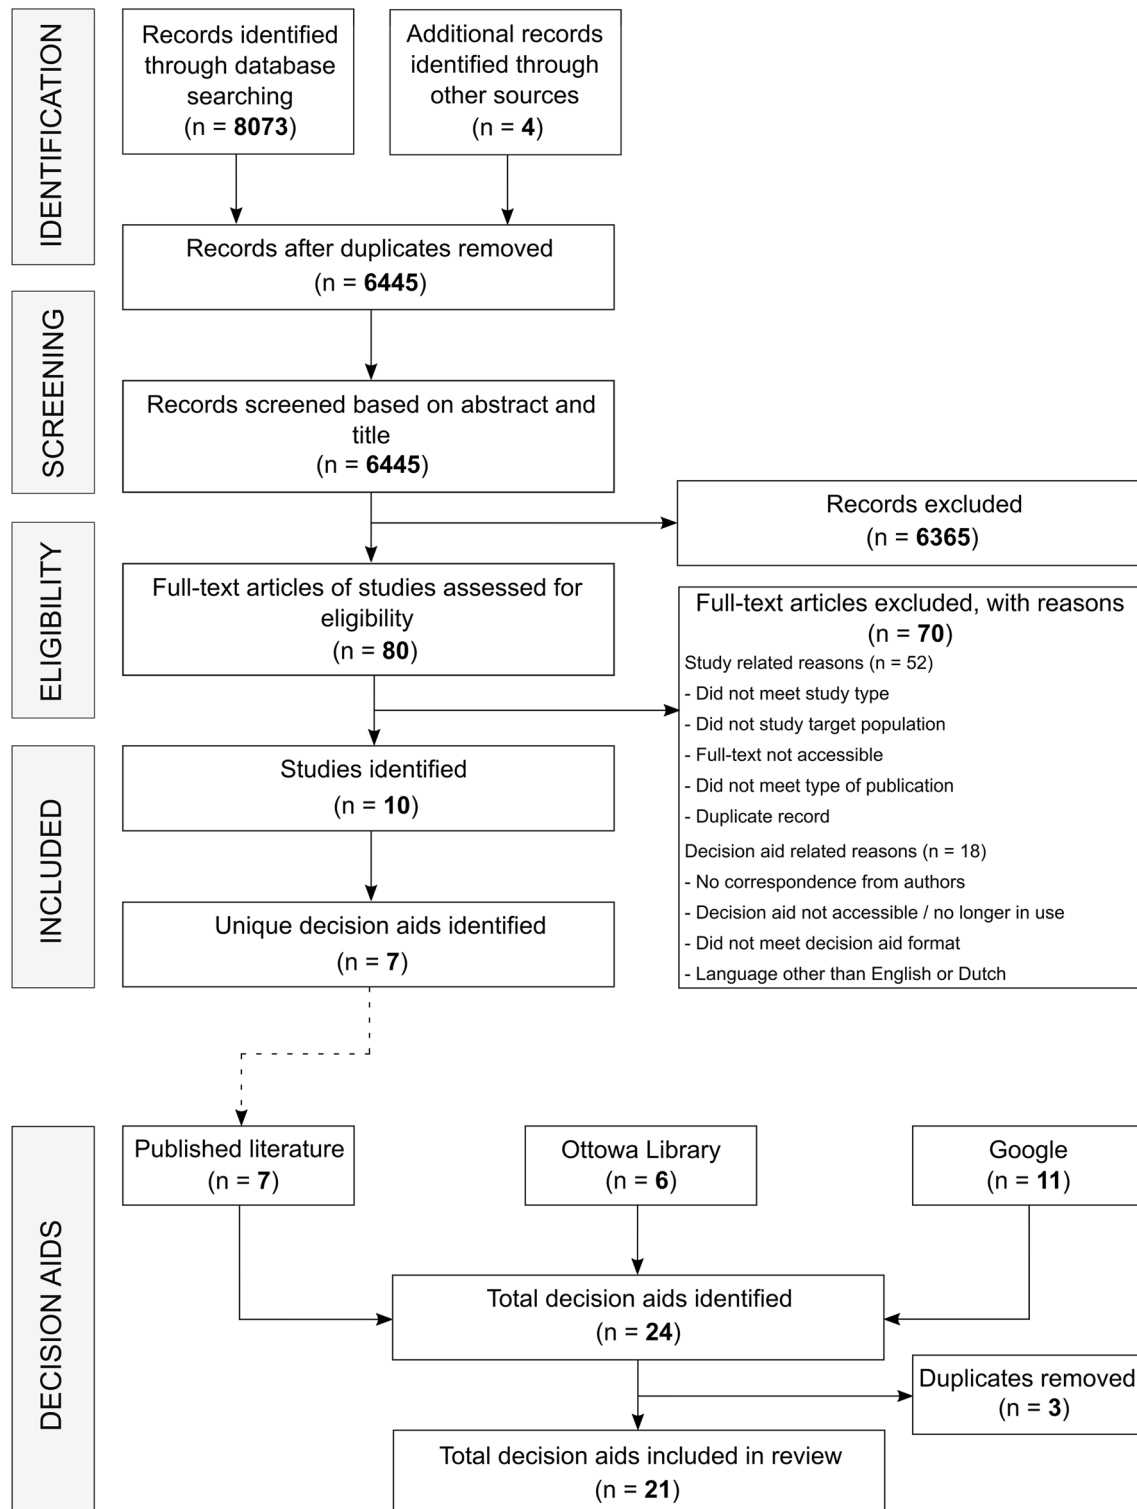 IDENTIFICATION
Records identified
through database
searching
(n = 8073)
Additional records
identified through
other sources
(n = 4)
Records after duplicates removed
(n = 6445)
SCREENING
Records screened based on abstract and
title
(n = 6445)
Records excluded
(n = 6365)
ELIGIBILITY
Full-text articles of studies assessed for
eligibility
(n = 80)
Full-text articles excluded, with reasons
(n = 70)
Study related reasons (n = 52)
- Did not meet study type
- Did not study target population
- Full-text not accessible
- Did not meet type of publication
- Duplicate record
Decision aid related reasons (n = 18)
- No correspondence from authors
- Decision aid not accessible / no longer in use
- Did not meet decision aid format
- Language other than English or Dutch
INCLUDED
Studies identified
(n = 10)
Unique decision aids identified
(n = 7)
DECISION AIDS
Published literature
(n = 7)
Ottowa Library
(n = 6)
Google
(n = 11)
Total decision aids identified
(n = 24)
Duplicates removed
(n = 3)
Total decision aids included in review
(n = 21)